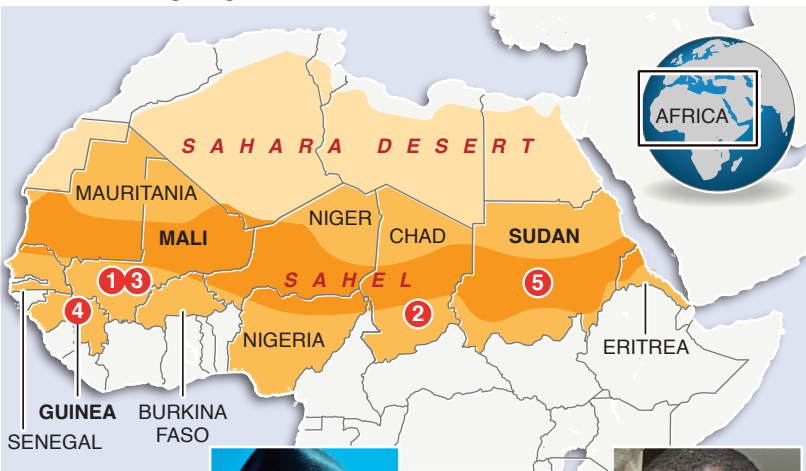 SAHARA DESERT
AFRICA
MAURITANIA
MALI
NIGER
CHAD
SUDAN
1 3
SAHEL
5
4
2
NIGERIA
ERITREA
GUINEA
BURKINA
FASO
SENEGAL